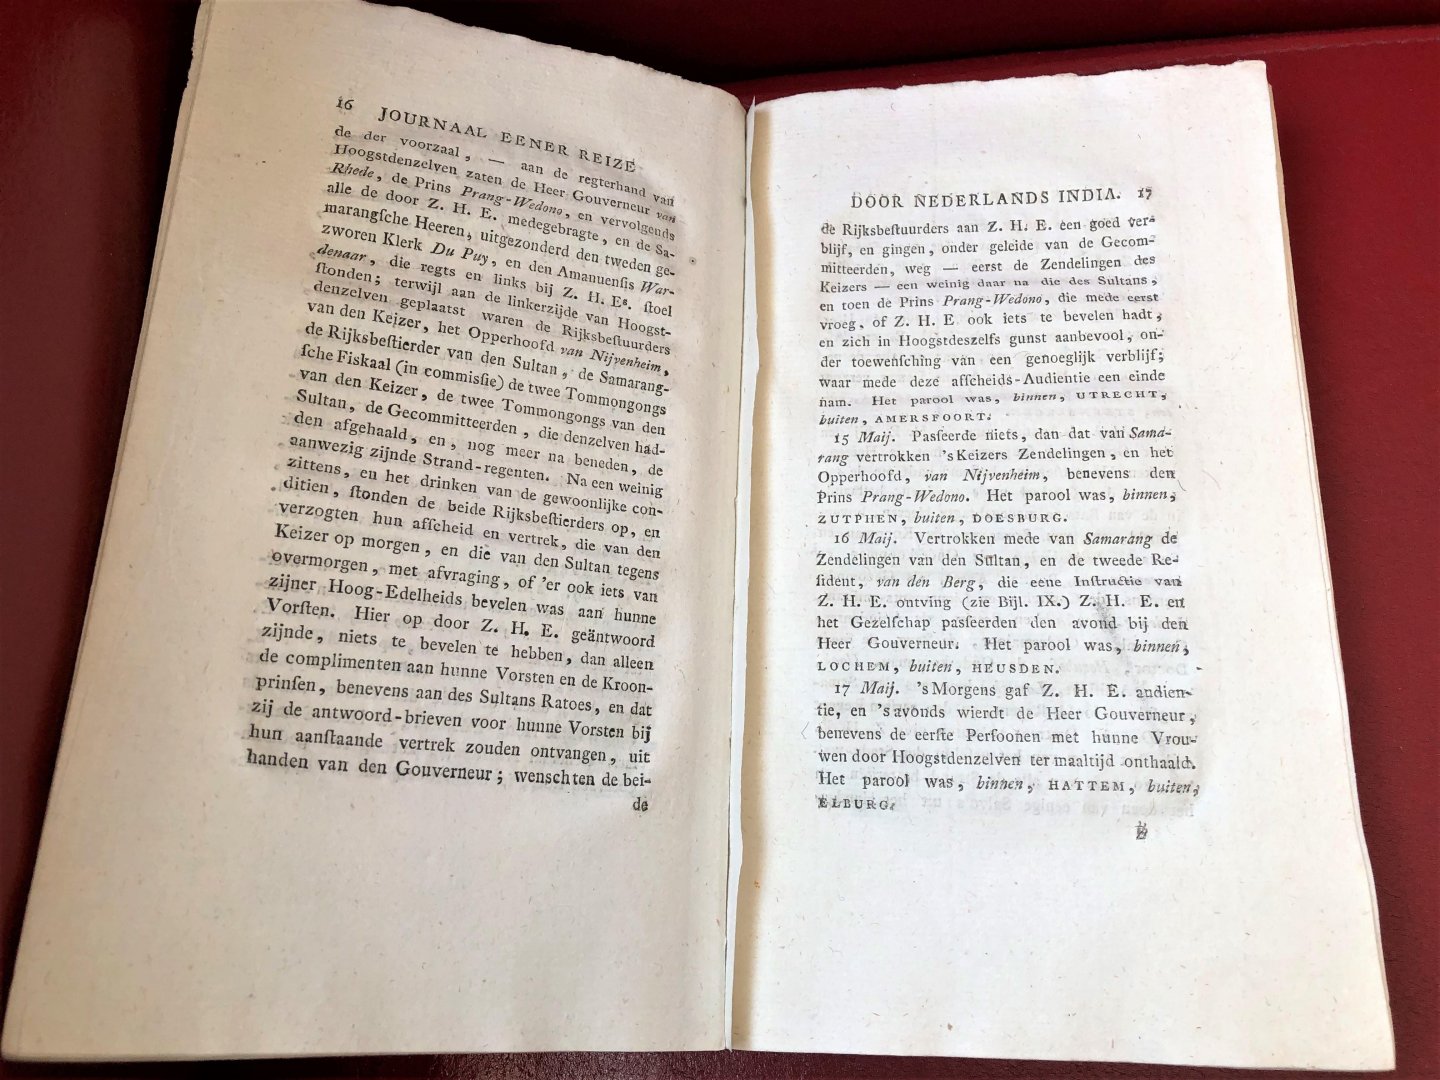 16 JOURNAAL EENER REIZE
de der voorzaal, — aan de regterhand van
Hoogstdenzelven zaten de Heer Gouverneur van
Rhede, de Prins Prang-Wedono, en vervolgends
alle de door Z. H. E. medegebragte, en de Sa-
marangſche Heeren, uitgezonderd den tweden ge-
zworen Klerk Du Puy, en den Amanuenſis War-
denaar, die regts en links bij Z. H. Es. ſtoel
ſtonden; terwijl aan de linkerzijde van Hoogst-
denzelven geplaatst waren de Rijksbeſtuurders
van den Keizer, het Opperhoofd van Nijvenheim,
de Rijksbeſtierder van den Sultan, de Samarang-
ſche Fiskaal (in commisſie) de twee Tommongongs
van den Keizer, de twee Tommongongs van den
Sultan, de Gecommitteerden, die denzelven had-
den afgehaald, en, nog meer na beneden, de
aanwezig zijnde Strand-regenten. Na een weinig
zittens, en het drinken van de gewoonlijke con-
ditien, ſtonden de beide Rijksbeſtierders op, en
verzogten hun afſcheid en vertrek, die van den
Keizer op morgen, en die van den Sultan tegens
overmorgen, met afvraging, of 'er ook iets van
zijner Hoog-Edelheids bevelen was aan hunne
Vorſten. Hier op door Z. H. E. geäntwoord
zijnde, niets te bevelen te hebben, dan alleen
de complimenten aan hunne Vorsten en de Kroon-
prinſen, benevens aan des Sultans Ratoes, en dat
zij de antwoord-brieven voor hunne Vorsten bij
hun aanſtaande vertrek zouden ontvangen, uit
handen van den Gouverneur; wenschten de bei-
de
DOOR NEDERLANDS INDIA. 17
de Rijksbeſtuurders aan Z. H. E. een goed ver-
blijf, en gingen, onder geleide van de Gecom-
mitteerden, weg — eerst de Zendelingen des
Keizers — een weinig daar na die des Sultans,
en toen de Prins Prang-Wedono, die mede eerst
vroeg, of Z. H. E ook iets te bevelen hadt,
en zich in Hoogstdeszelfs gunst aanbevool, on-
der toewenſching van een genoeglijk verblijf;
waar mede deze afſcheids-Audientie een einde
nam. Het parool was, binnen, UTRECHT,
buiten, AMERSFOORT.
15 Maij. Pasſeerde niets, dan dat van Sama-
rang vertrokken 's Keizers Zendelingen, en het
Opperhoofd, van Nijvenheim, benevens den
Prins Prang-Wedono. Het parool was, binnen,
ZUTPHEN, buiten, DOESBURG.
16 Maij. Vertrokken mede van Samarang de
Zendelingen van den Sultan, en de tweede Re-
ſident, van den Berg, die eene Instructie van
Z. H. E. ontving (zie Bijl. IX.) Z. H. E. en
het Gezelſchap pasſeerden den avond bij den
Heer Gouverneur. Het parool was, binnen,
LOCHEM, buiten, HEUSDEN.
17 Maij. 's Morgens gaf Z. H. E. audien-
tie, en 's avonds wierdt de Heer Gouverneur,
benevens de eerſte Perſoonen met hunne Vrou-
wen door Hoogstdenzelven ter maaltijd onthaald.
Het parool was, binnen, HATTEM, buiten,
ELBURG.
B